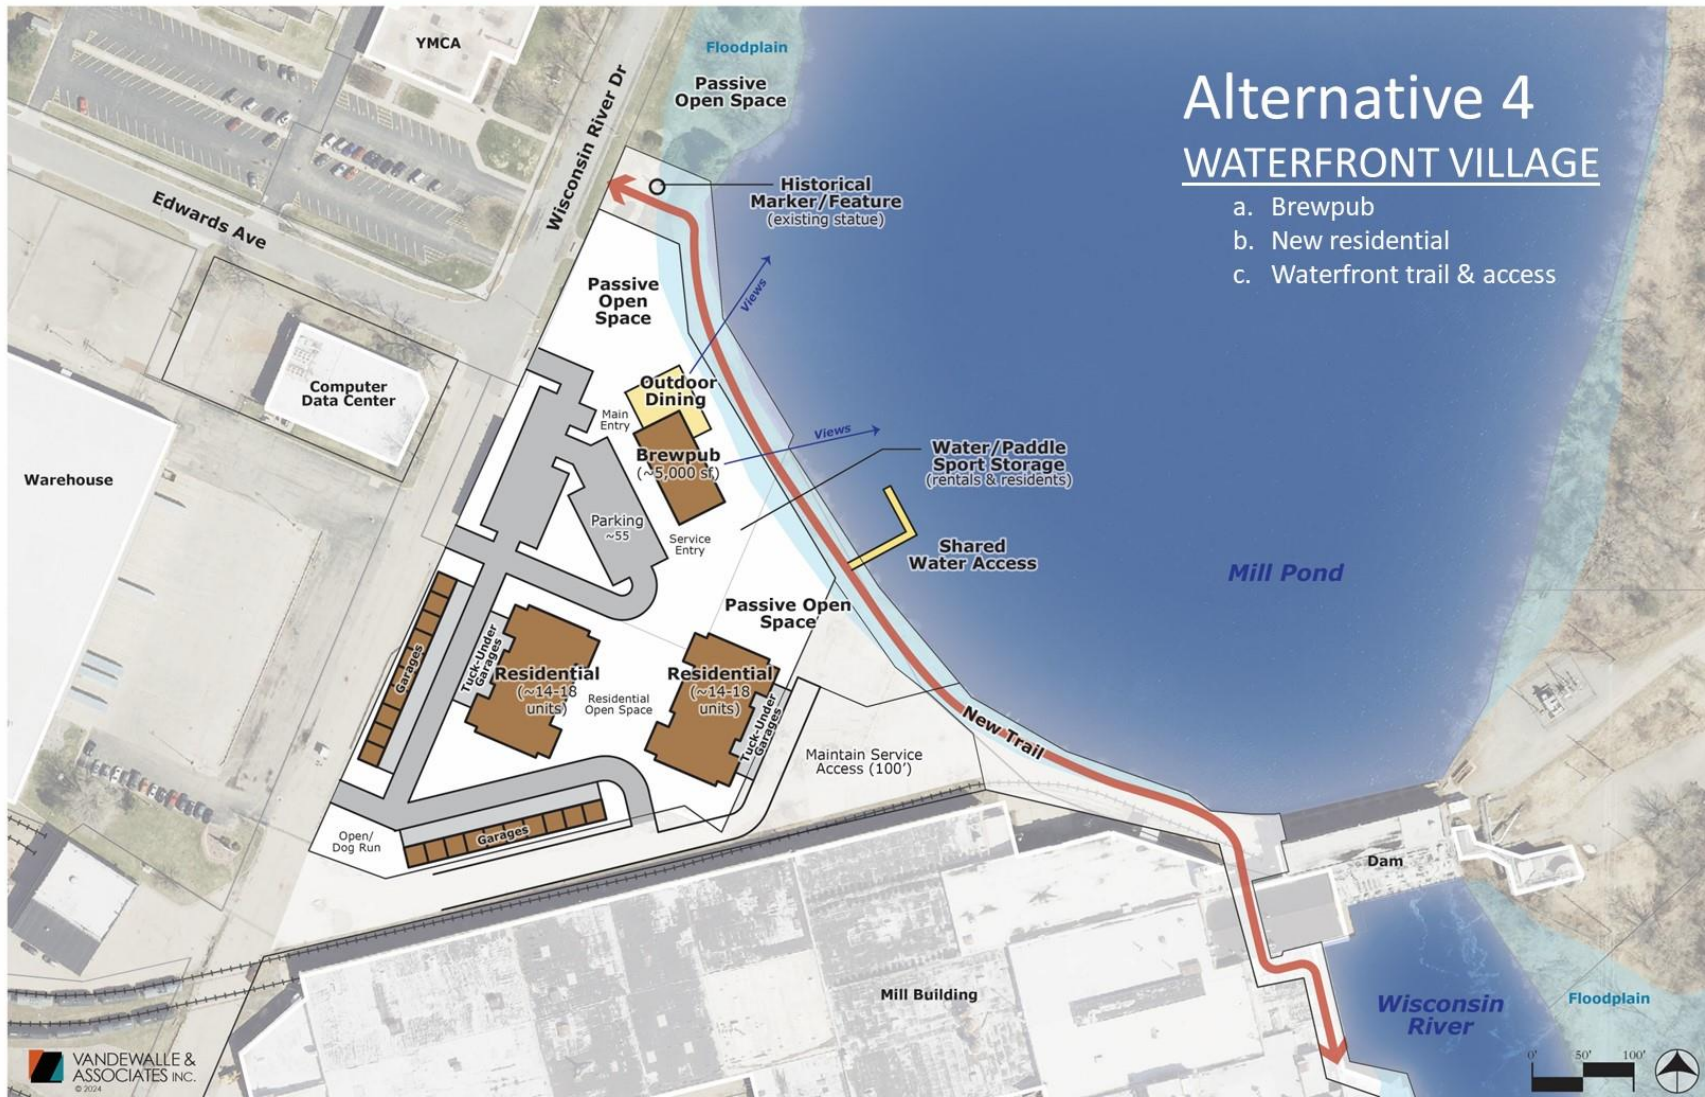 YMCA
Floodplain
Passive
Open Space
Alternative 4
WATERFRONT VILLAGE
a. Brewpub
b. New residential
c. Waterfront trail & access
Wisconsin River Dr
Edwards Ave
Historical
Marker/Feature
(existing statue)
Passive
Open
Space
Views
Computer
Data Center
Outdoor
Dining
Main
Entry
Views
Warehouse
Brewpub
(~5,000 sf)
Water/Paddle
Sport Storage
(rentals & residents)
Parking
~55
Service
Entry
Shared
Water Access
Mill Pond
Passive Open
Space
Garages
Tuck-Under
Garages
Residential
(~14-18
units)
Residential
Open Space
Residential
(~14-18
units)
Tuck-Under
Garages
New Trail
Maintain Service
Access (100')
Open/
Dog Run
Garages
Dam
Mill Building
Wisconsin
River
Floodplain
VANDEWALLE &
ASSOCIATES INC.
© 2024
0' 50' 100'